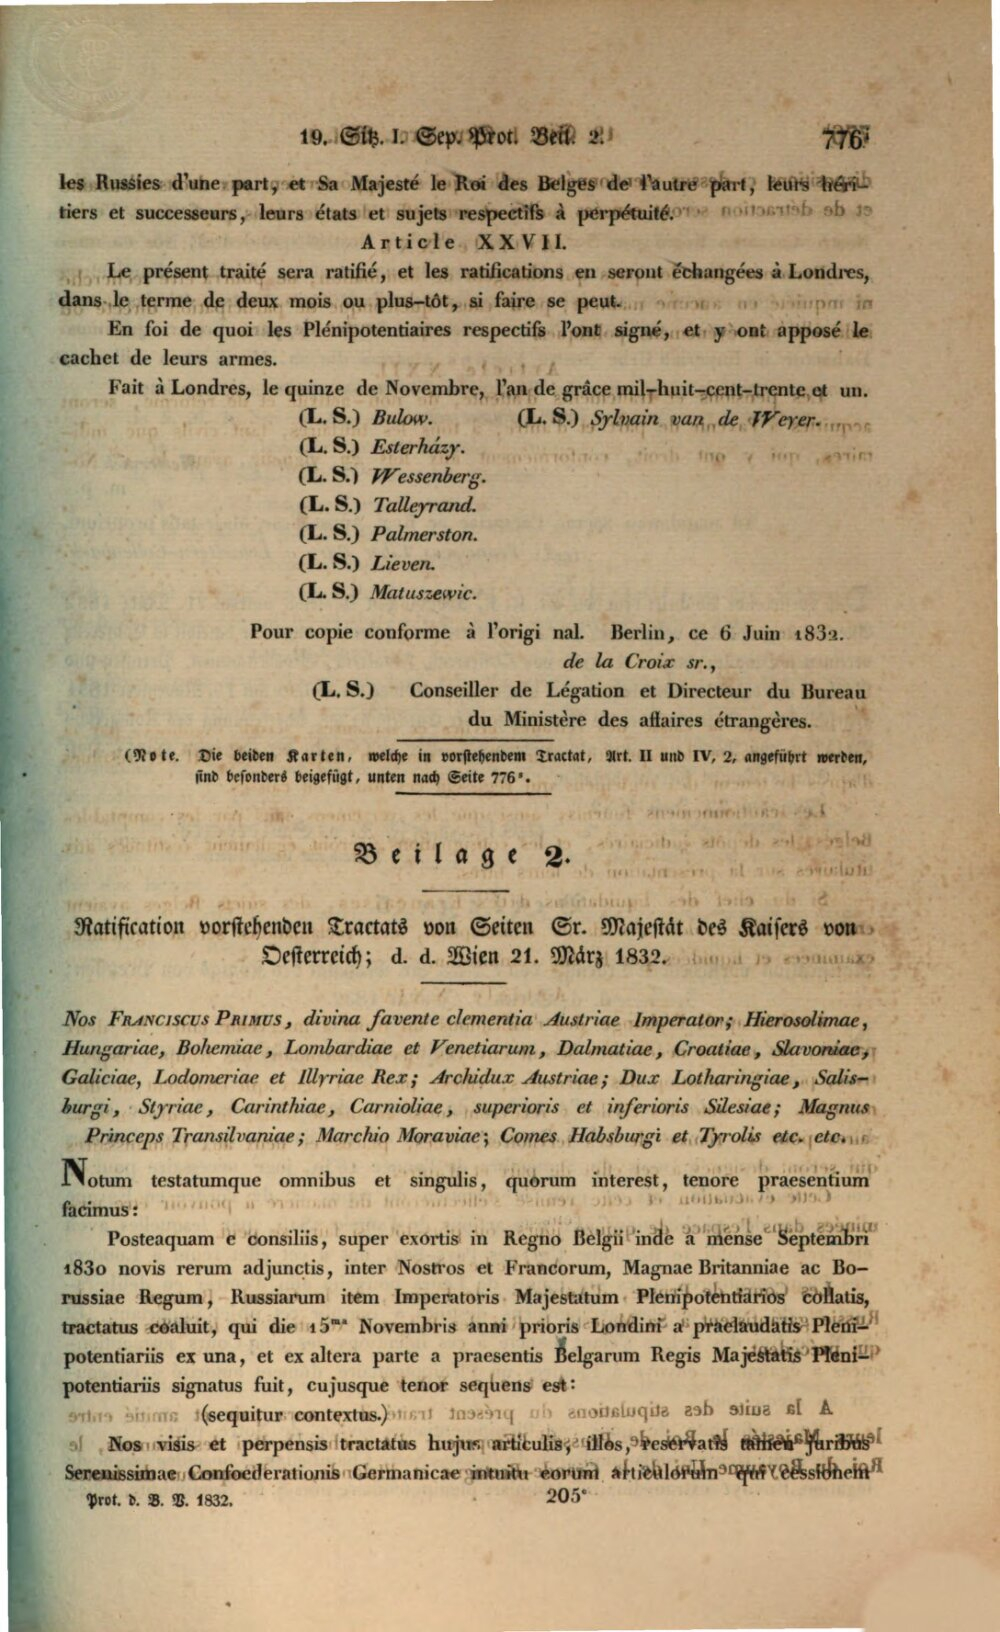 19. Sitz. I. Sep. Prot. Beil. 2. 776
les Russies d'une part, et Sa Majesté le Roi des Belges de l'autre part, leurs héri-
tiers et successeurs, leurs états et sujets respectifs à perpétuité.
Article XXVII.
Le présent traité sera ratifié, et les ratifications en seront échangées à Londres,
dans le terme de deux mois ou plus-tôt, si faire se peut.
En foi de quoi les Plénipotentiaires respectifs l'ont signé, et y ont apposé le
cachet de leurs armes.
Fait à Londres, le quinze de Novembre, l'an de grâce mil-huit-cent-trente et un.
(L. S.) Bulow. (L. S.) Sylvain van de Weyer.
(L. S.) Esterházy.
(L. S.) Wessenberg.
(L. S.) Talleyrand.
(L. S.) Palmerston.
(L. S.) Lieven.
(L. S.) Matuszewic.
Pour copie conforme à l'origi nal. Berlin, ce 6 Juin 1832.
de la Croix sr.,
(L. S.) Conseiller de Légation et Directeur du Bureau
du Ministère des affaires étrangères.
(Note. Die beiden Karten, welche in vorstehendem Tractat, Art. II und IV, 2, angeführt werden,
sind besonders beigefügt, unten nach Seite 776ᵃ.
Beilage 2.
Ratification vorstehenden Tractats von Seiten Sr. Majestät des Kaisers von
Oesterreich; d. d. Wien 21. März 1832.
Nos FRANCISCUS PRIMUS, divina favente clementia Austriae Imperator; Hierosolimae,
Hungariae, Bohemiae, Lombardiae et Venetiarum, Dalmatiae, Croatiae, Slavoniae,
Galiciae, Lodomeriae et Illyriae Rex; Archidux Austriae; Dux Lotharingiae, Salis-
burgi, Styriae, Carinthiae, Carnioliae, superioris et inferioris Silesiae; Magnus
Princeps Transilvaniae; Marchio Moraviae; Comes Habsburgi et Tyrolis etc. etc.
Notum testatumque omnibus et singulis, quorum interest, tenore praesentium
facimus:
Posteaquam e consiliis, super exortis in Regno Belgii inde a mense Septembri
1830 novis rerum adjunctis, inter Nostros et Francorum, Magnae Britanniae ac Bo-
russiae Regum, Russiarum item Imperatoris Majestatum Plenipotentiarios collatis,
tractatus coaluit, qui die 15ᵐᵃ Novembris anni prioris Londini a praelaudatis Pleni-
potentiariis ex una, et ex altera parte a praesentis Belgarum Regis Majestatis Pleni-
potentiariis signatus fuit, cujusque tenor sequens est:
(sequitur contextus.)
Nos visis et perpensis tractatus hujus articulis, illos, reservatis tamen juribus
Serenissimae Confoederationis Germanicae intuitu eorum articulorum qui cessionem
Prot. d. B. V. 1832. 205ᶜ